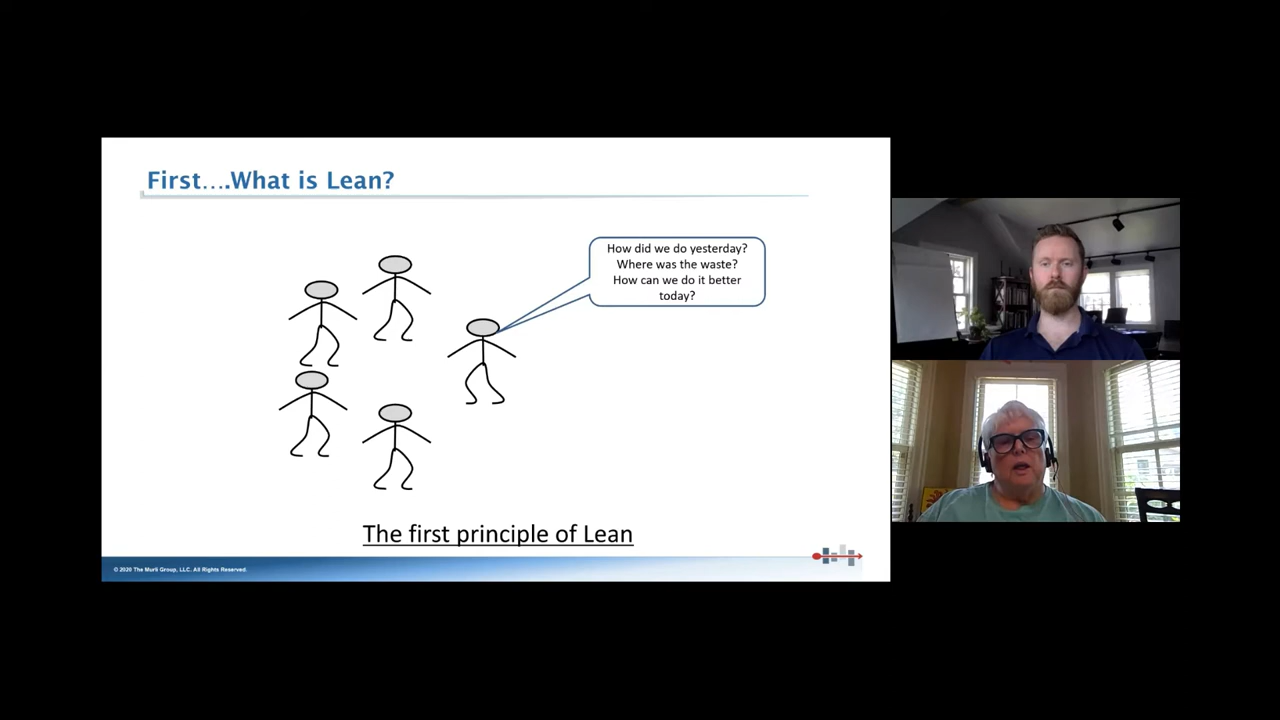 First….What is Lean?
How did we do yesterday?
Where was the waste?
How can we do it better
today?
The first principle of Lean
© 2020 The Murli Group, LLC. All Rights Reserved.